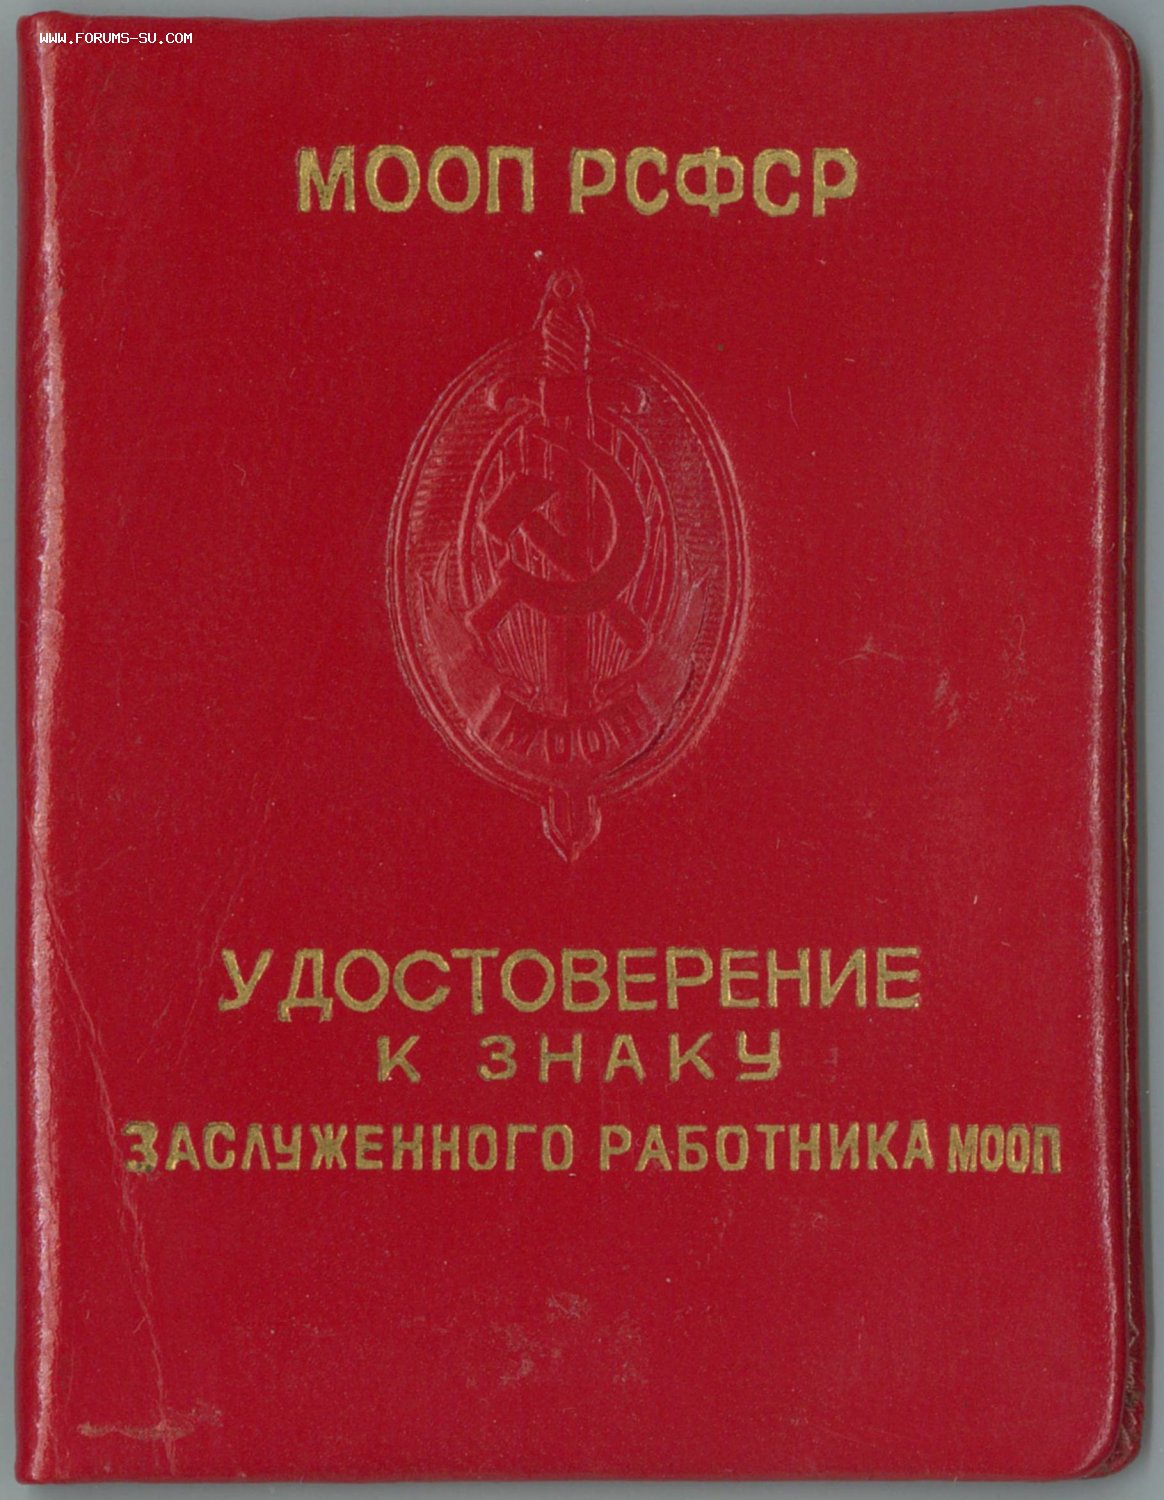 WWW.FORUMS-SU.COM
МООП РСФСР
МООП
УДОСТОВЕРЕНИЕ
К ЗНАКУ
ЗАСЛУЖЕННОГО РАБОТНИКА МООП